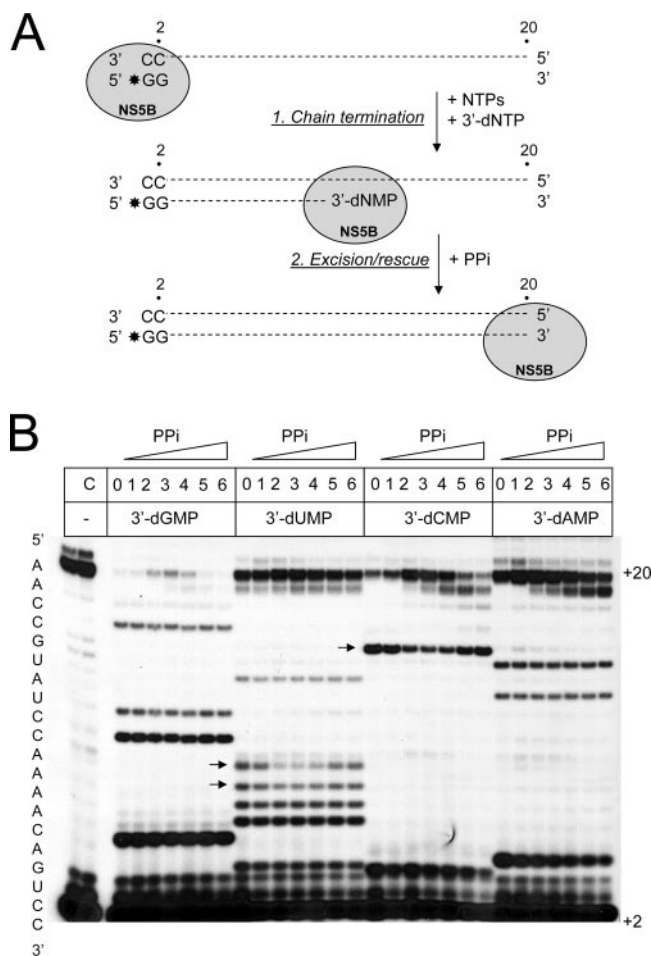 A
2
20
3' CC
5'
5' ✷GG
3'
NS5B
1. Chain termination
+ NTPs
+ 3'-dNTP
2
20
3' CC
5'
5' ✷GG
3'-dNMP
3'
NS5B
2. Excision/rescue
+ PPi
2
20
3' CC
5'
5' ✷GG
3'
NS5B
B
PPi PPi PPi PPi
C 0 1 2 3 4 5 6 0 1 2 3 4 5 6 0 1 2 3 4 5 6 0 1 2 3 4 5 6
- 3'-dGMP 3'-dUMP 3'-dCMP 3'-dAMP
5'
A
A
C
C
G
U
A
U
C
C
A
A
A
A
C
A
G
U
C
C
3'
+20
+2